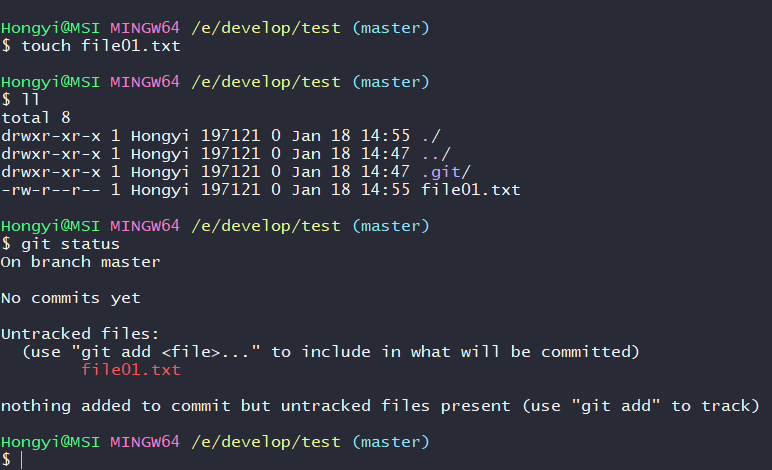 Hongyi@MSI MINGW64 /e/develop/test (master)
$ touch file01.txt
Hongyi@MSI MINGW64 /e/develop/test (master)
$ ll
total 8
drwxr-xr-x 1 Hongyi 197121 0 Jan 18 14:55 ./
drwxr-xr-x 1 Hongyi 197121 0 Jan 18 14:47 ../
drwxr-xr-x 1 Hongyi 197121 0 Jan 18 14:47 .git/
-rw-r--r-- 1 Hongyi 197121 0 Jan 18 14:55 file01.txt
Hongyi@MSI MINGW64 /e/develop/test (master)
$ git status
On branch master
No commits yet
Untracked files:
  (use "git add <file>..." to include in what will be committed)
        file01.txt
nothing added to commit but untracked files present (use "git add" to track)
Hongyi@MSI MINGW64 /e/develop/test (master)
$